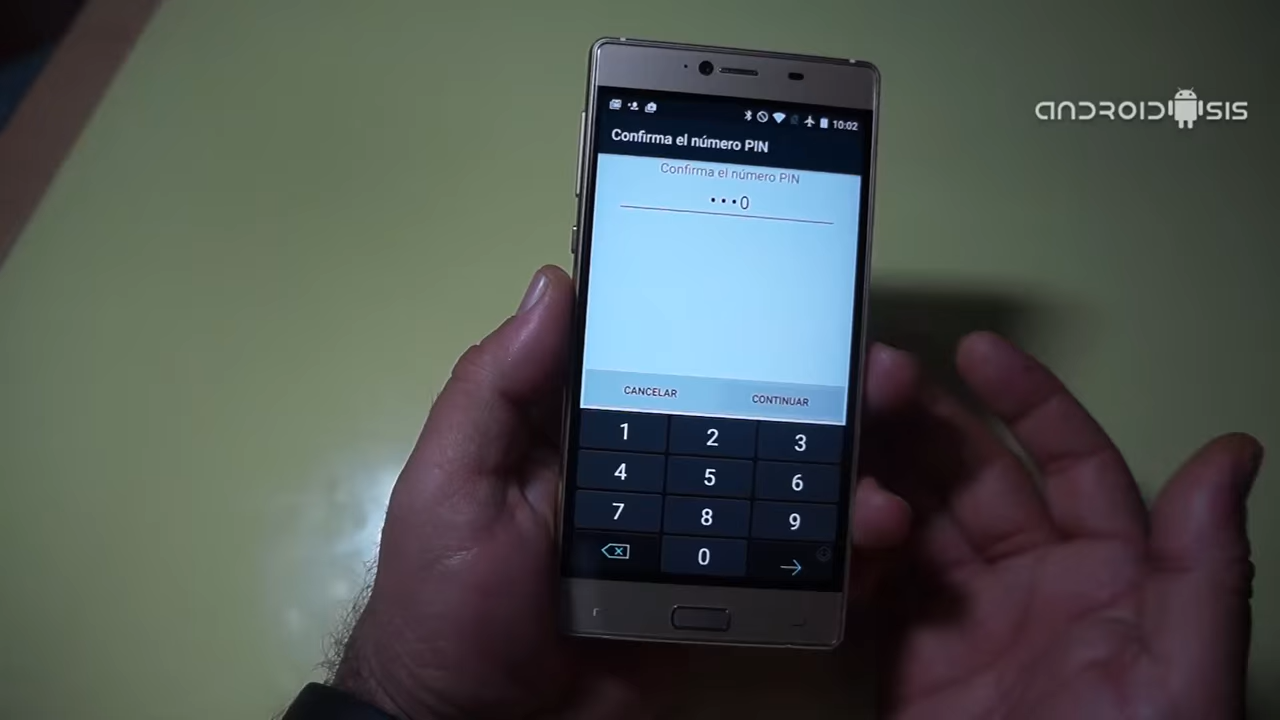 ANDROIDSIS
10:02
Confirma el número PIN
Confirma el número PIN
•••0
CANCELAR CONTINUAR
1 2 3
4 5 6
7 8 9
0